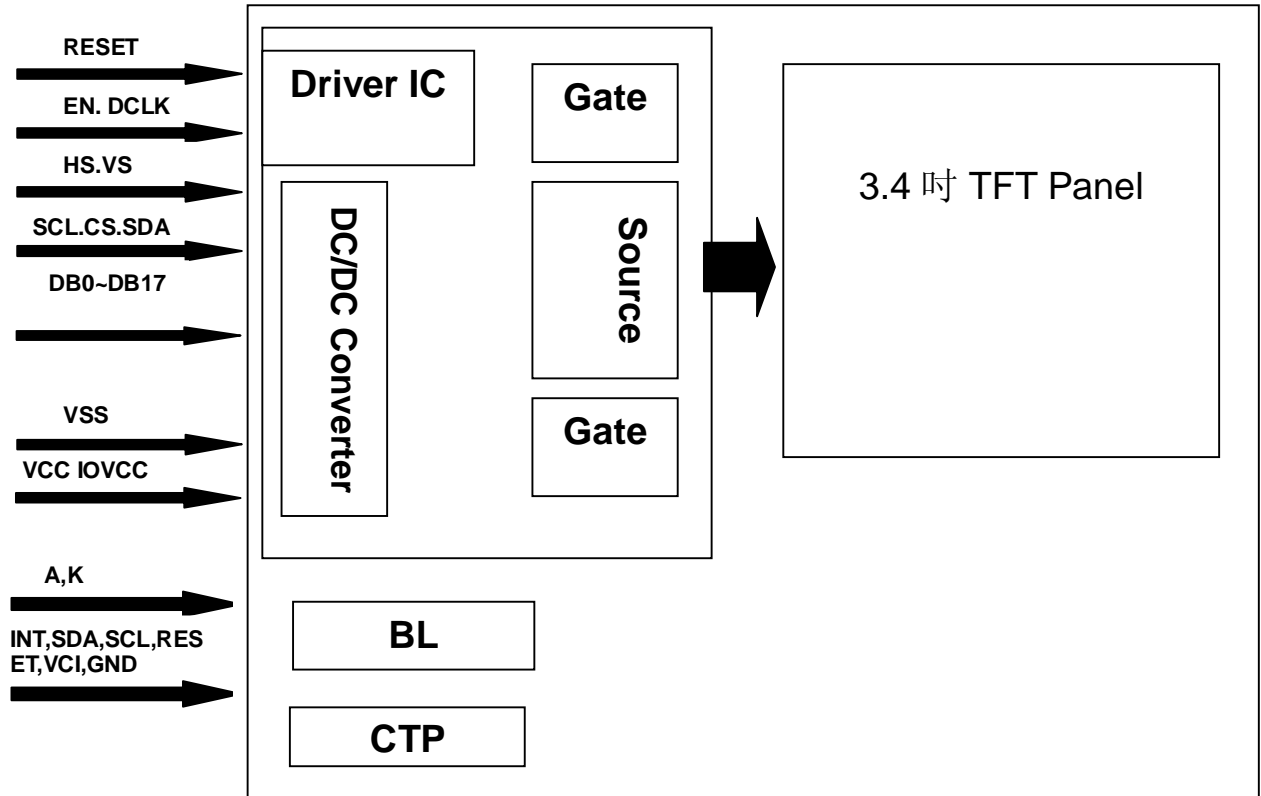 RESET
EN. DCLK
HS.VS
SCL.CS.SDA
DB0~DB17
VSS
VCC IOVCC
A,K
INT,SDA,SCL,RES
ET,VCI,GND
Driver IC
DC/DC Converter
Gate
Source
Gate
BL
CTP
3.4 吋 TFT Panel